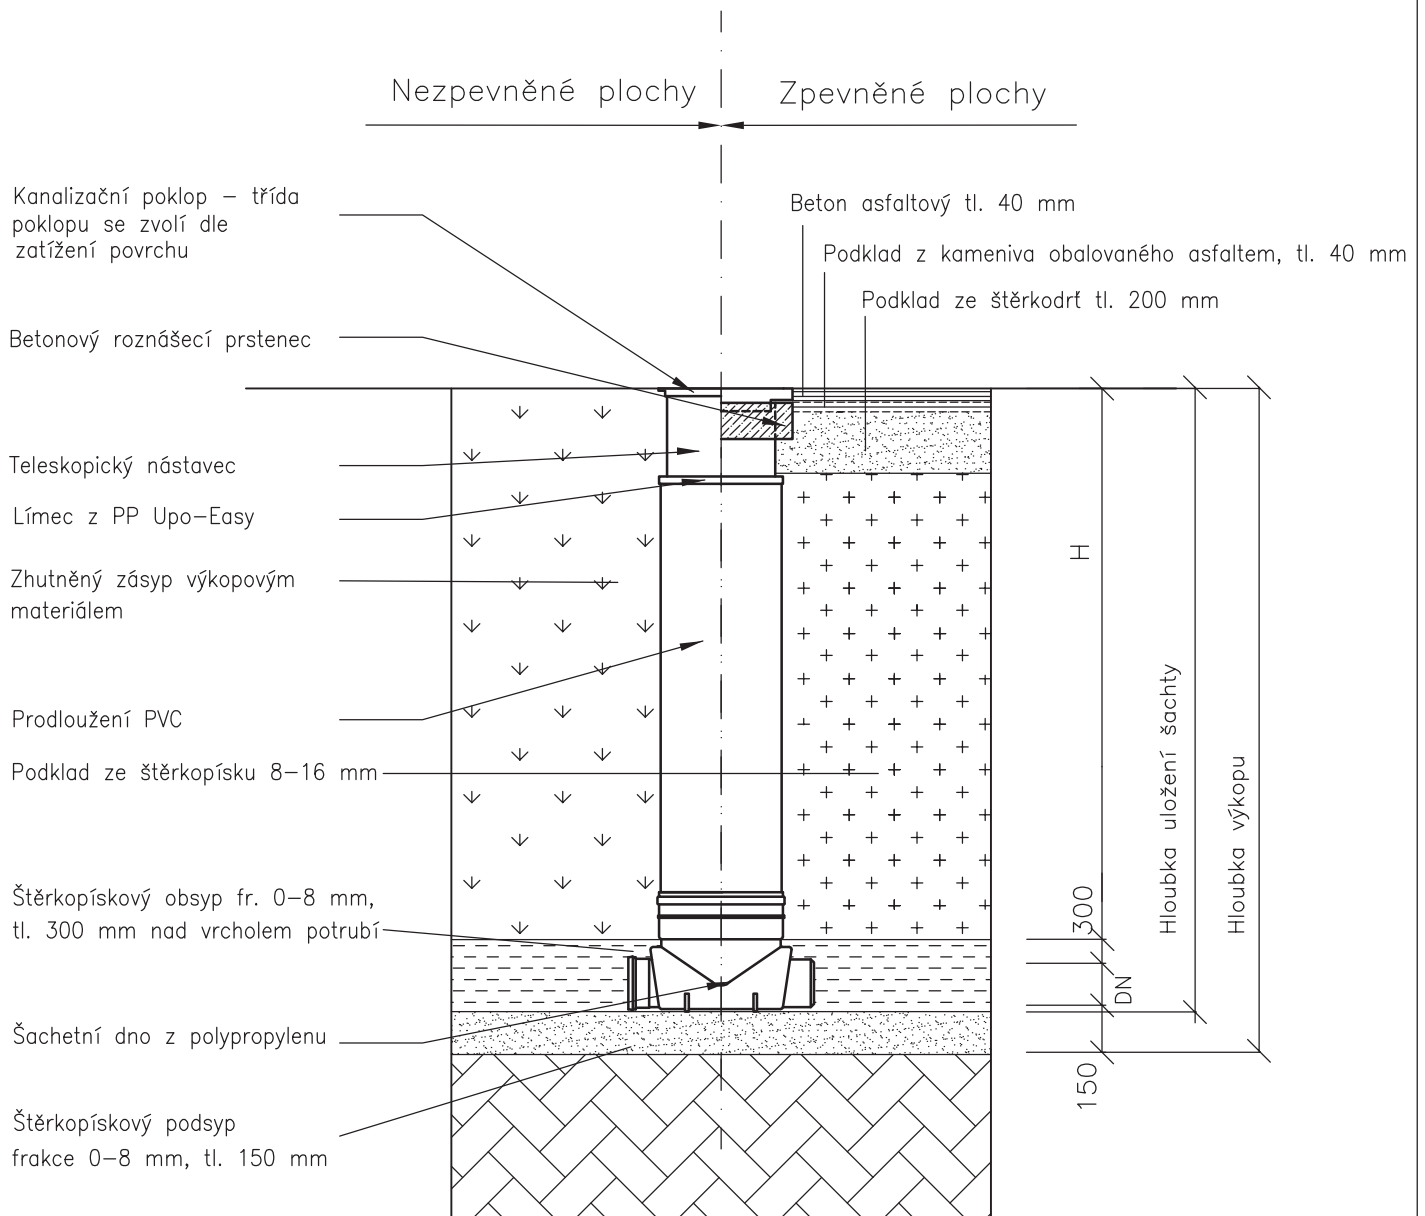 Nezpevněné plochy
Zpevněné plochy
Kanalizační poklop – třída
poklopu se zvolí dle
zatížení povrchu
Betonový roznášecí prstenec
Teleskopický nástavec
Límec z PP Upo–Easy
Zhutněný zásyp výkopovým
materiálem
Prodloužení PVC
Podklad ze štěrkopísku 8–16 mm
Štěrkopískový obsyp fr. 0–8 mm,
tl. 300 mm nad vrcholem potrubí
Šachetní dno z polypropylenu
Štěrkopískový podsyp
frakce 0–8 mm, tl. 150 mm
Beton asfaltový tl. 40 mm
Podklad z kameniva obalovaného asfaltem, tl. 40 mm
Podklad ze štěrkodrť tl. 200 mm
H
300
DN
150
Hloubka uložení šachty
Hloubka výkopu